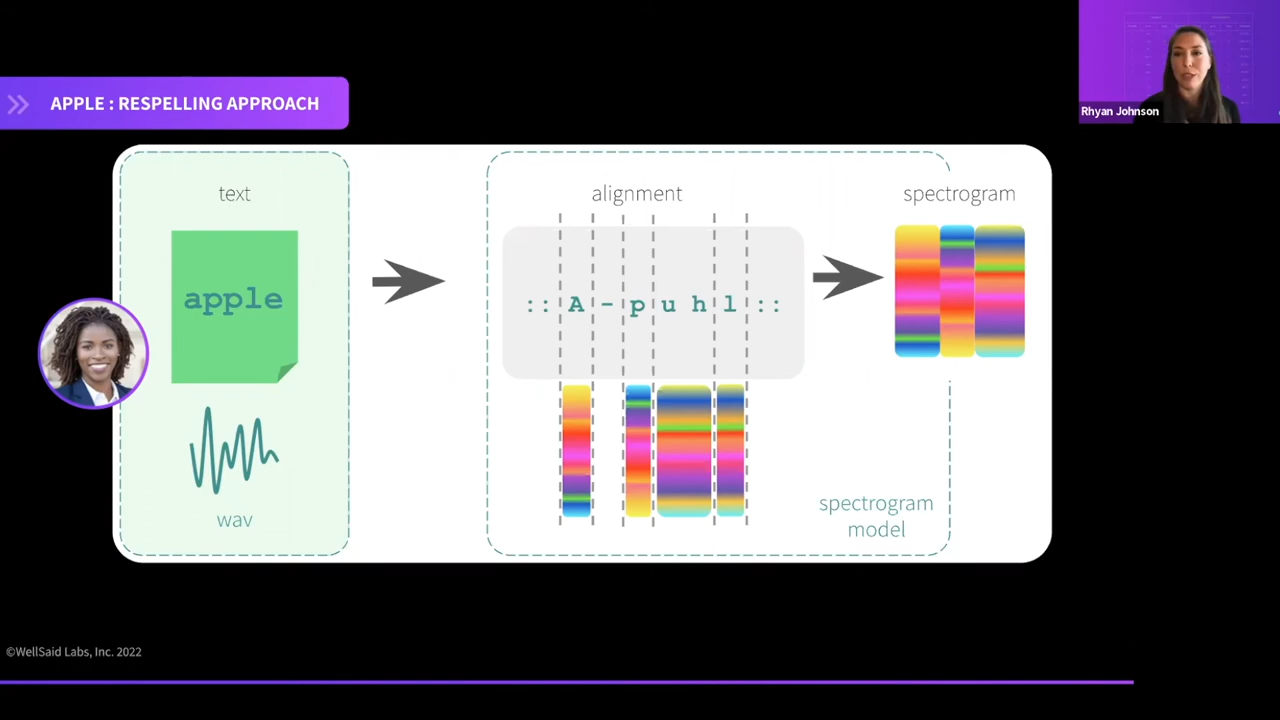 Rhyan Johnson
APPLE : RESPELLING APPROACH
text
alignment
spectrogram
apple
:: A - p u h l ::
wav
spectrogram
model
©WellSaid Labs, Inc. 2022